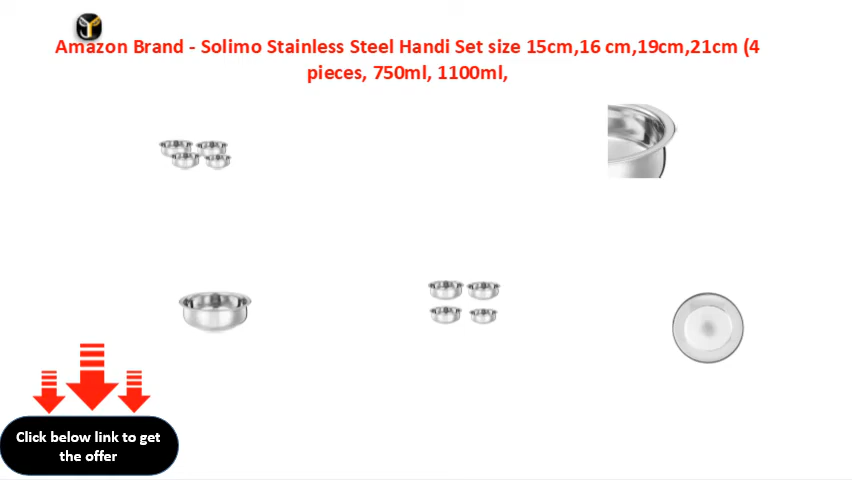 Amazon Brand - Solimo Stainless Steel Handi Set size 15cm,16 cm,19cm,21cm (4
pieces, 750ml, 1100ml,
Click below link to get
the offer